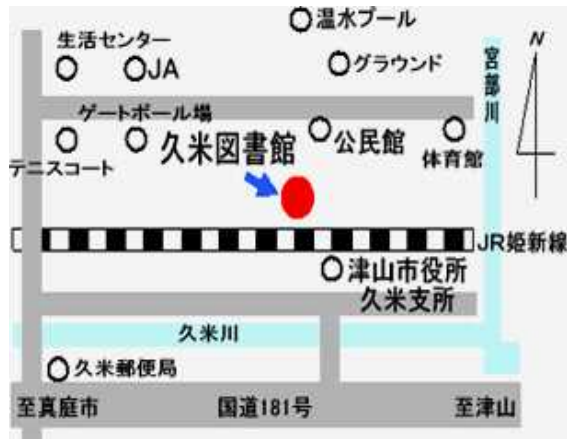 温水プール
生活センター
JA
グラウンド
N
宮部川
ゲートボール場
久米図書館
公民館
体育館
テニスコート
JR姫新線
津山市役所
久米支所
久米川
久米郵便局
至真庭市
国道181号
至津山